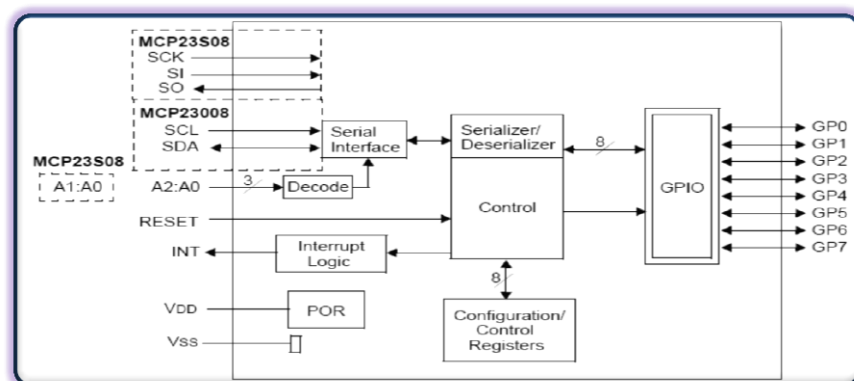 MCP23S08
SCK
SI
SO
MCP23008
SCL
SDA
MCP23S08
A1:A0
A2:A0
3
Decode
Serial
Interface
Serializer/
Deserializer
8
GPIO
GP0
GP1
GP2
GP3
GP4
GP5
GP6
GP7
Control
RESET
INT
Interrupt
Logic
8
VDD
POR
Configuration/
Control
Registers
VSS